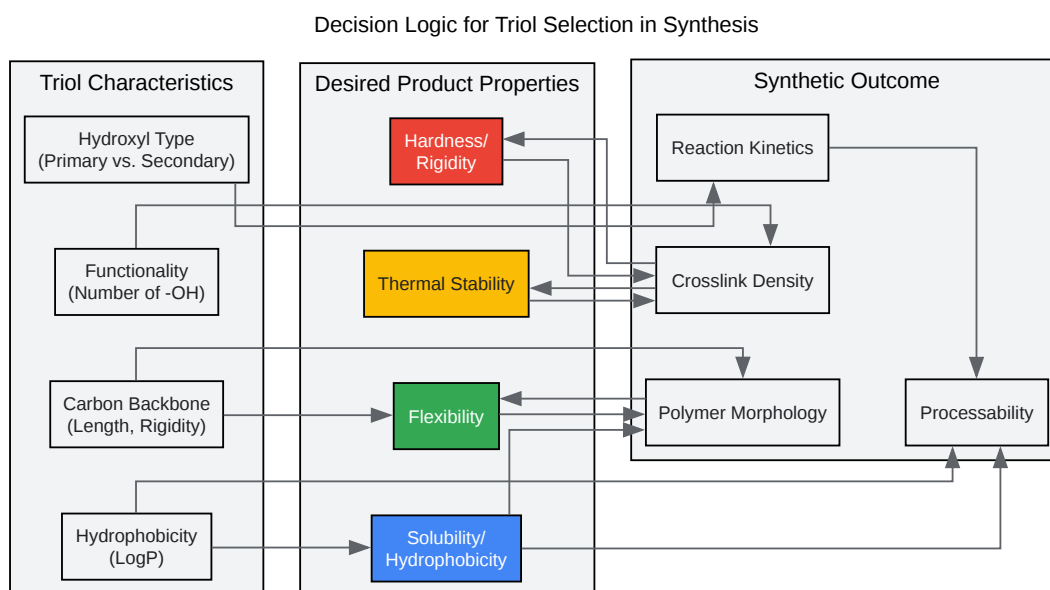 Decision Logic for Triol Selection in Synthesis
Triol Characteristics
Hydroxyl Type
(Primary vs. Secondary)
Functionality
(Number of -OH)
Carbon Backbone
(Length, Rigidity)
Hydrophobicity
(LogP)
Desired Product Properties
Hardness/
Rigidity
Thermal Stability
Flexibility
Solubility/
Hydrophobicity
Synthetic Outcome
Reaction Kinetics
Crosslink Density
Polymer Morphology
Processability